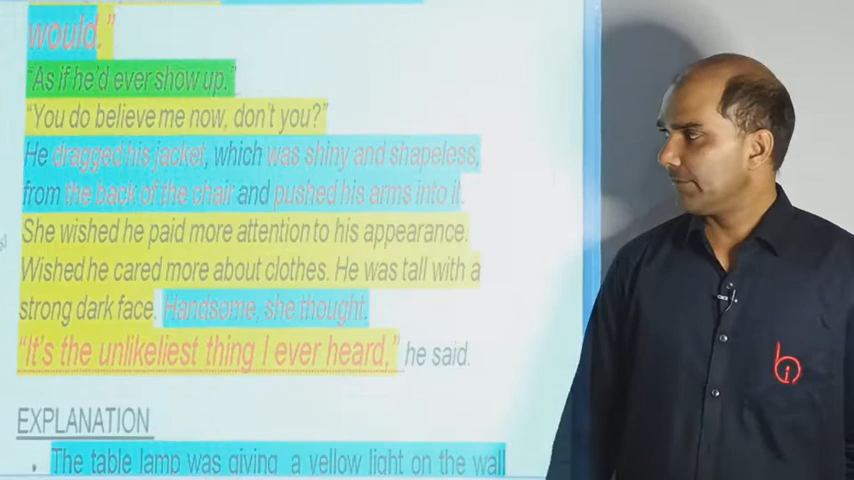 would.”
“As if he’d ever show up.”
“You do believe me now, don’t you?”
He dragged his jacket, which was shiny and shapeless,
from the back of the chair and pushed his arms into it.
She wished he paid more attention to his appearance.
Wished he cared more about clothes. He was tall with a
strong dark face. Handsome, she thought.
“It’s the unlikeliest thing I ever heard,” he said.
EXPLANATION
• The table lamp was giving a yellow light on the wall